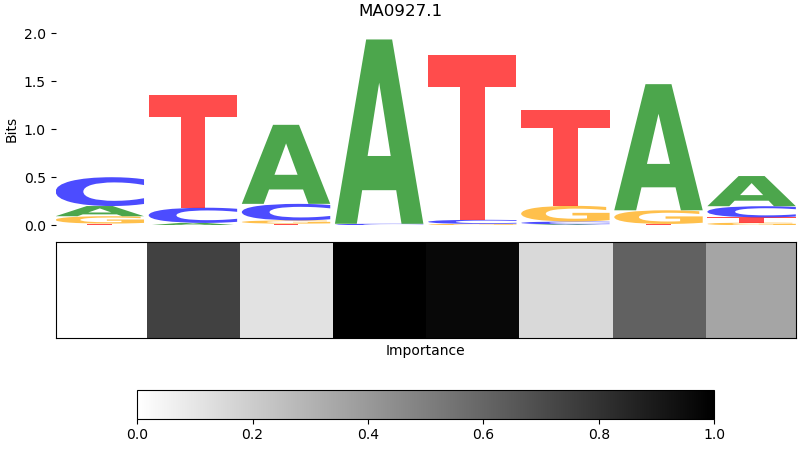 MA0927.1
2.0
1.5
1.0
0.5
0.0
Bits
C T A A T T A A
A C C C C G G C
G A G G G C T T
T T G
Importance
0.0 0.2 0.4 0.6 0.8 1.0